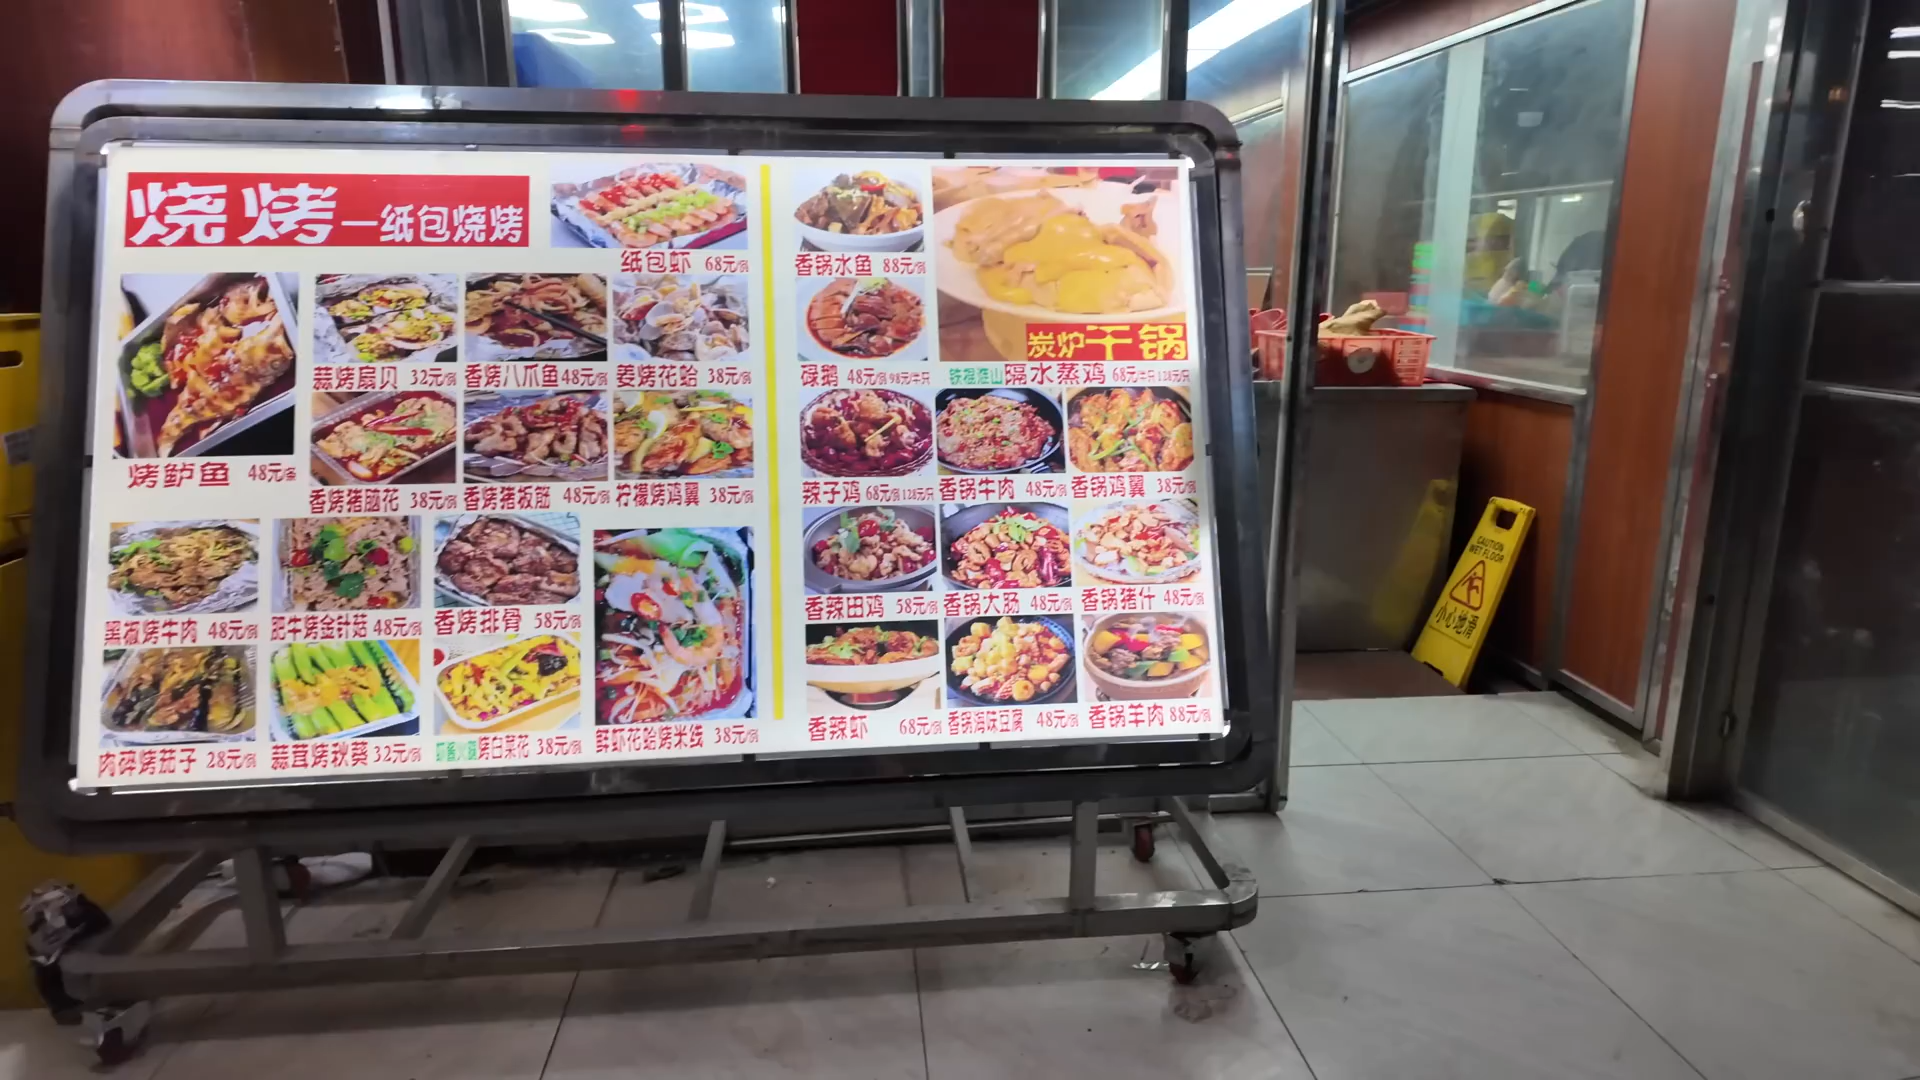 烧烤—纸包烧烤
纸包虾 68元/例
烤鲈鱼 48元/条
蒜烤扇贝 32元/例
香烤八爪鱼 48元/例
姜烤花蛤 38元/例
香烤猪脑花 38元/例
香烤猪板筋 48元/例
柠檬烤鸡翼 38元/例
黑椒烤牛肉 48元/例
肥牛烤金针菇 48元/例
香烤排骨 58元/例
肉碎烤茄子 28元/例
蒜茸烤秋葵 32元/例
烤白菜花 38元/例
鲜虾花蛤烤米线 38元/例
香锅水鱼 88元/例
炭炉干锅
碌鹅 48元/例 98元/半只
铁棍淮山隔水蒸鸡 68元/半只 128元/只
辣子鸡 68元/例 128元/只
香锅牛肉 48元/例
香锅鸡翼 38元/例
香辣田鸡 58元/例
香锅大肠 48元/例
香锅猪什 48元/例
香辣虾 68元/例
香锅海味豆腐 48元/例
香锅羊肉 88元/例
CAUTION
WET FLOOR
小心地滑